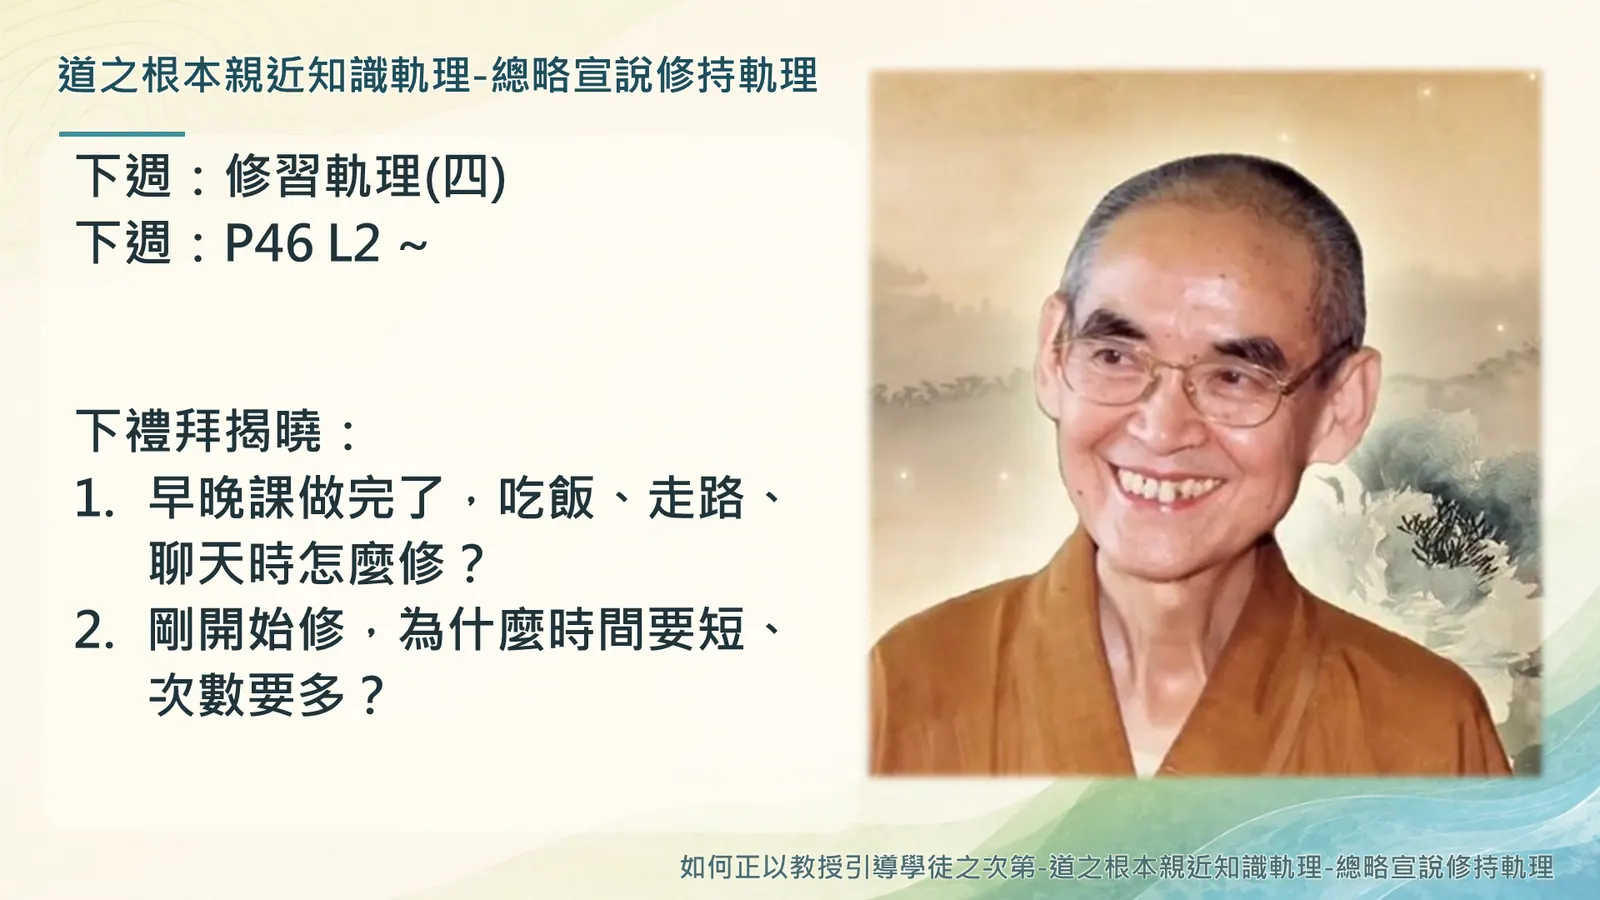 道之根本親近知識軌理-總略宣說修持軌理
下週：修習軌理(四)
下週：P46 L2 ~
下禮拜揭曉：
1. 早晚課做完了，吃飯、走路、
聊天時怎麼修？
2. 剛開始修，為什麼時間要短、
次數要多？
如何正以教授引導學徒之次第-道之根本親近知識軌理-總略宣說修持軌理